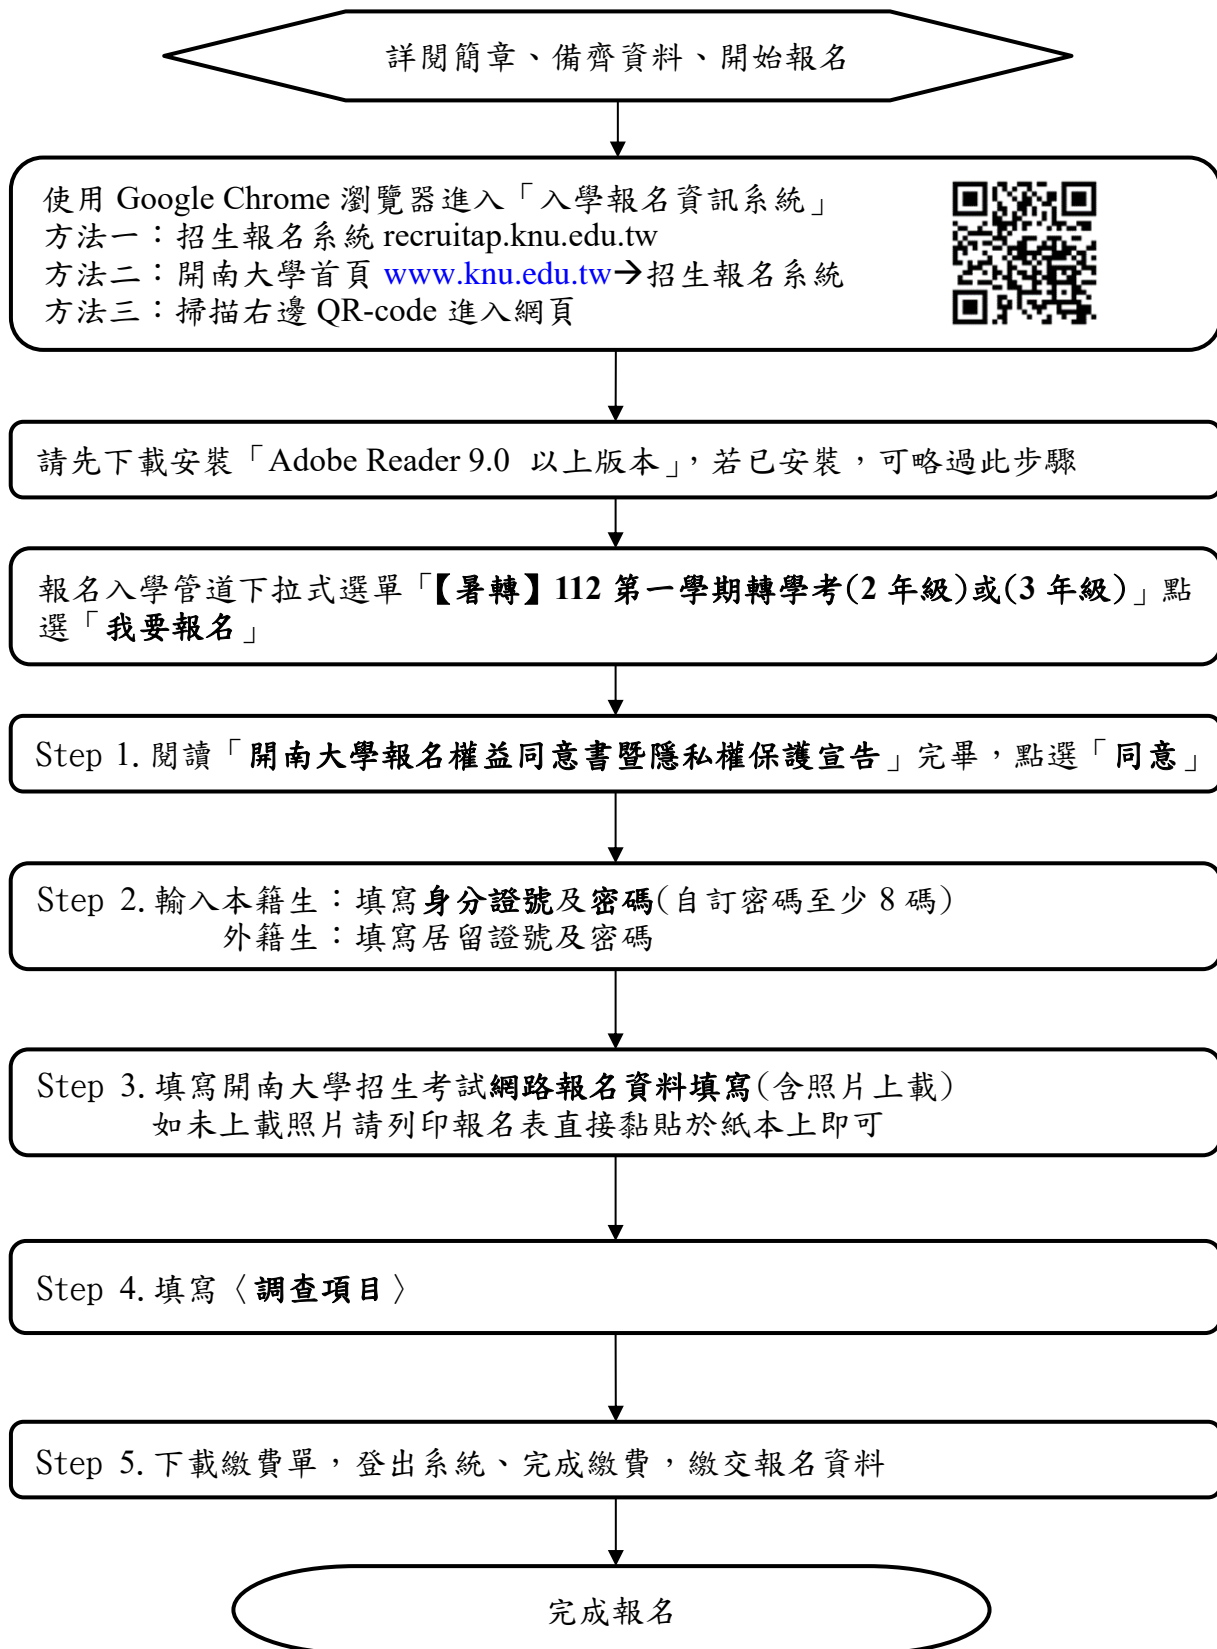 詳閱簡章、備齊資料、開始報名
使用 Google Chrome 瀏覽器進入「入學報名資訊系統」
方法一：招生報名系統 recruitap.knu.edu.tw
方法二：開南大學首頁 www.knu.edu.tw→招生報名系統
方法三：掃描右邊 QR-code 進入網頁
請先下載安裝「Adobe Reader 9.0 以上版本」，若已安裝，可略過此步驟
報名入學管道下拉式選單「【暑轉】112 第一學期轉學考(2 年級)或(3 年級)」點
選「我要報名」
Step 1.閱讀「開南大學報名權益同意書暨隱私權保護宣告」完畢，點選「同意」
Step 2.輸入本籍生：填寫身分證號及密碼(自訂密碼至少 8 碼)
外籍生：填寫居留證號及密碼
Step 3.填寫開南大學招生考試網路報名資料填寫(含照片上載)
如未上載照片請列印報名表直接黏貼於紙本上即可
Step 4.填寫〈調查項目〉
Step 5.下載繳費單，登出系統、完成繳費，繳交報名資料
完成報名